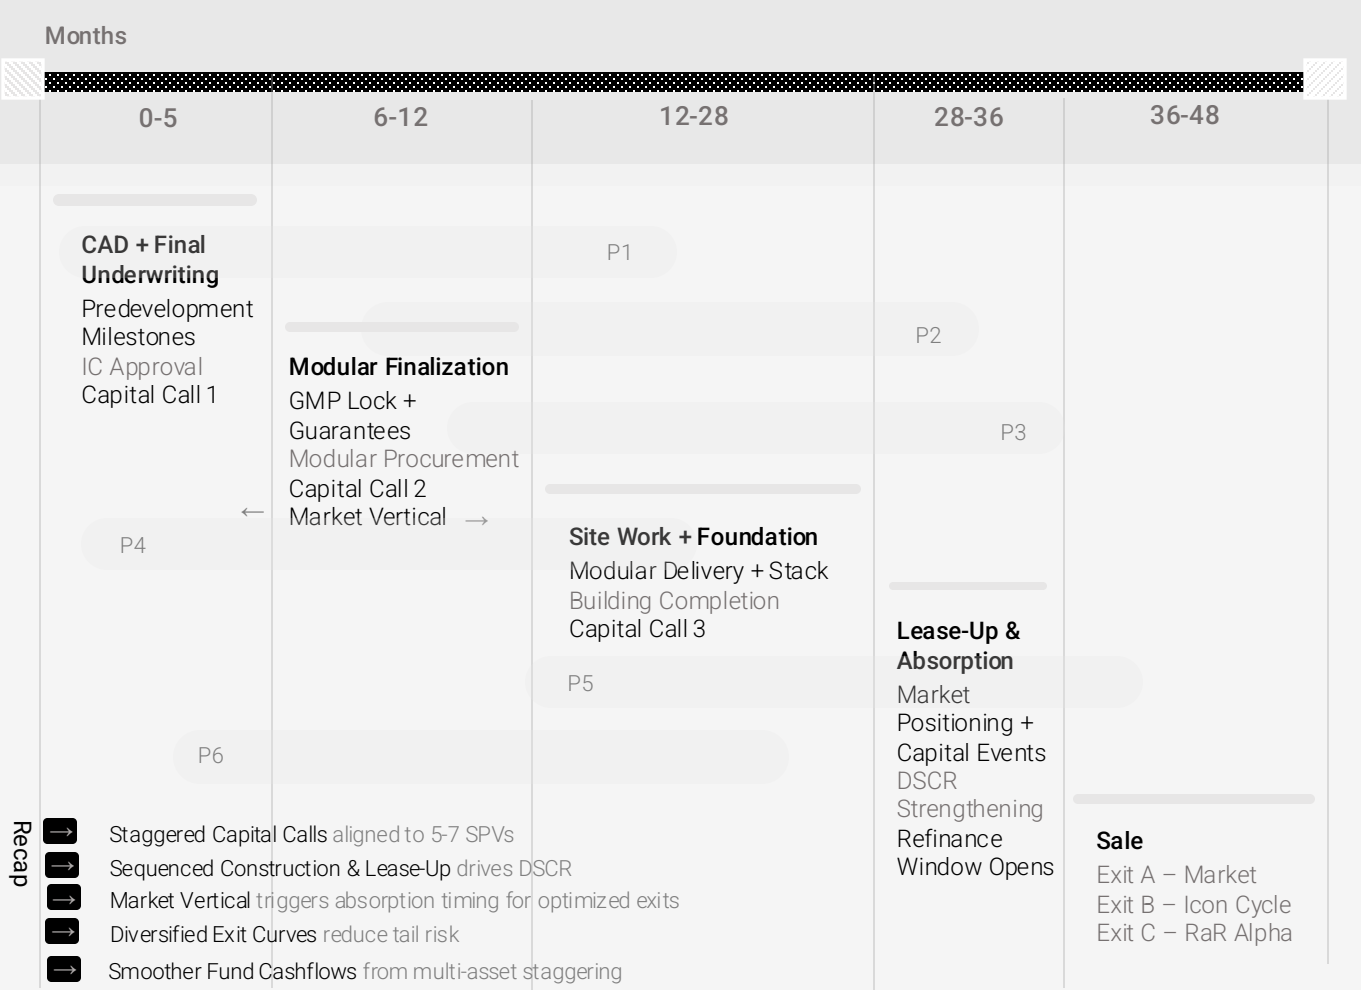 Months
0-5
6-12
12-28
28-36
36-48
CAD + Final
Underwriting
Predevelopment
Milestones
IC Approval
Capital Call 1
P1
P2
Modular Finalization
GMP Lock +
Guarantees
Modular Procurement
Capital Call 2
← Market Vertical →
P3
P4
Site Work + Foundation
Modular Delivery + Stack
Building Completion
Capital Call 3
P5
Lease-Up &
Absorption
Market
Positioning +
Capital Events
DSCR
Strengthening
Refinance
Window Opens
P6
Sale
Exit A – Market
Exit B – Icon Cycle
Exit C – RaR Alpha
Recap
→ Staggered Capital Calls aligned to 5-7 SPVs
→ Sequenced Construction & Lease-Up drives DSCR
→ Market Vertical triggers absorption timing for optimized exits
→ Diversified Exit Curves reduce tail risk
→ Smoother Fund Cashflows from multi-asset staggering